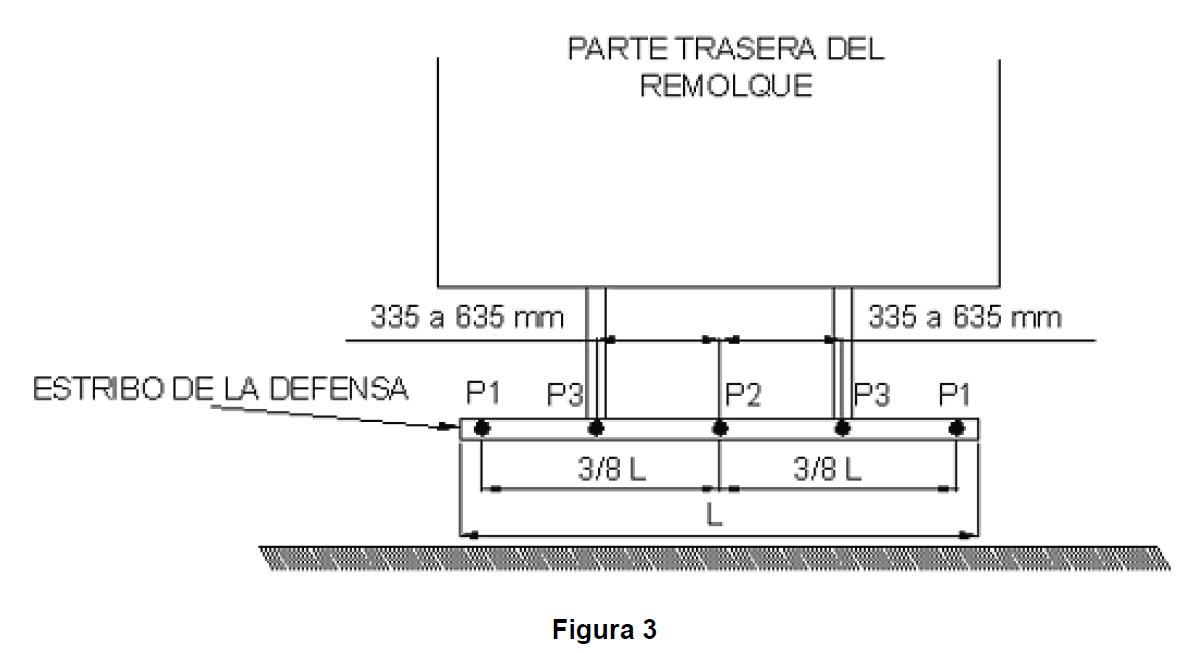 PARTE TRASERA DEL
REMOLQUE
335 a 635 mm
335 a 635 mm
ESTRIBO DE LA DEFENSA
P1
P3
P2
P3
P1
3/8 L
3/8 L
L
Figura 3